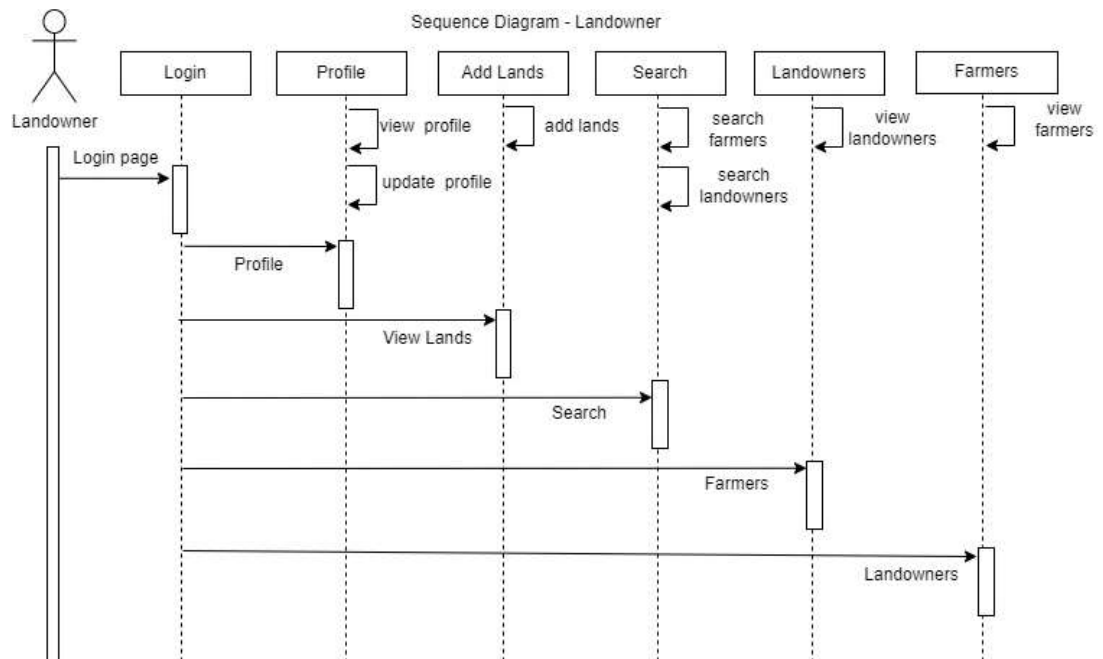 Sequence Diagram - Landowner
Login
Profile
Add Lands
Search
Landowners
Farmers
Landowner
view profile
add lands
search
farmers
view
landowners
view
farmers
Login page
update profile
search
landowners
Profile
View Lands
Search
Farmers
Landowners